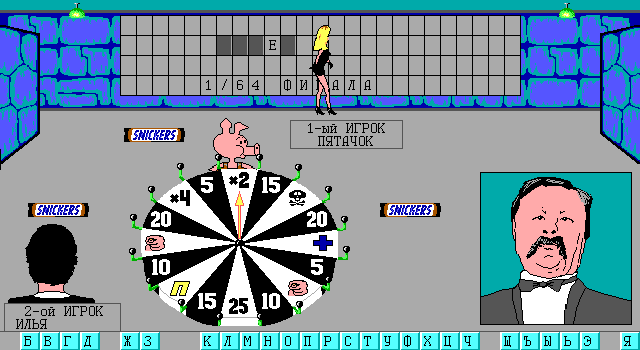 Е
1/64 ФИНАЛА
1-ый ИГРОК
ПЯТАЧОК
SNICKERS
SNICKERS
SNICKERS
5 ×2 15
×4
20 20
+
10 5
П
15 25 10
2-ой ИГРОК
ИЛЬЯ
Б В Г Д Ж З К Л М Н О П Р С Т У Ф Х Ц Ч Ш Ъ Ы Ь Э Я